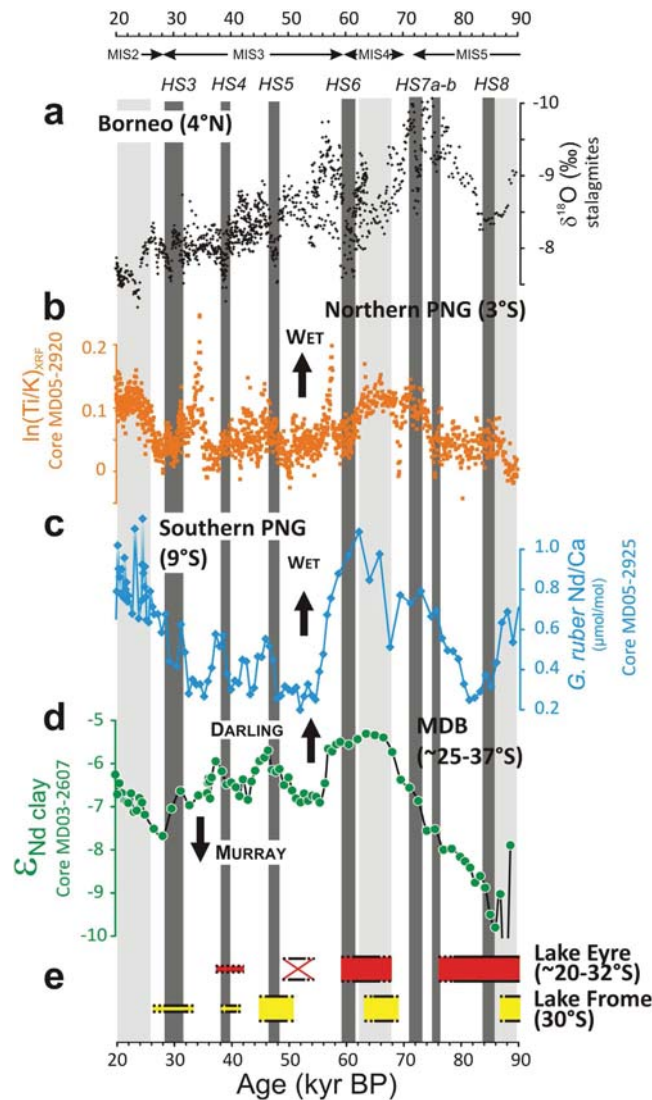 20 30 40 50 60 70 80 90
MIS2 MIS3 MIS4 MIS5
HS3 HS4 HS5 HS6 HS7a-b HS8
a
Borneo (4°N)
-10
-9
-8
δ¹⁸O (‰)
stalagmites
b
Northern PNG (3°S)
WET
0.2
0.1
0
ln(Ti/K)XRF
Core MD05-2920
c
Southern PNG
(9°S)
WET
1.0
0.8
0.6
0.4
0.2
G. ruber Nd/Ca
(μmol/mol)
Core MD05-2925
d
DARLING
MDB
(~25-37°S)
-5
-6
-7
-8
-9
-10
εNd clay
Core MD03-2607
MURRAY
e
Lake Eyre
(~20-32°S)
Lake Frome
(30°S)
20 30 40 50 60 70 80 90
Age (kyr BP)